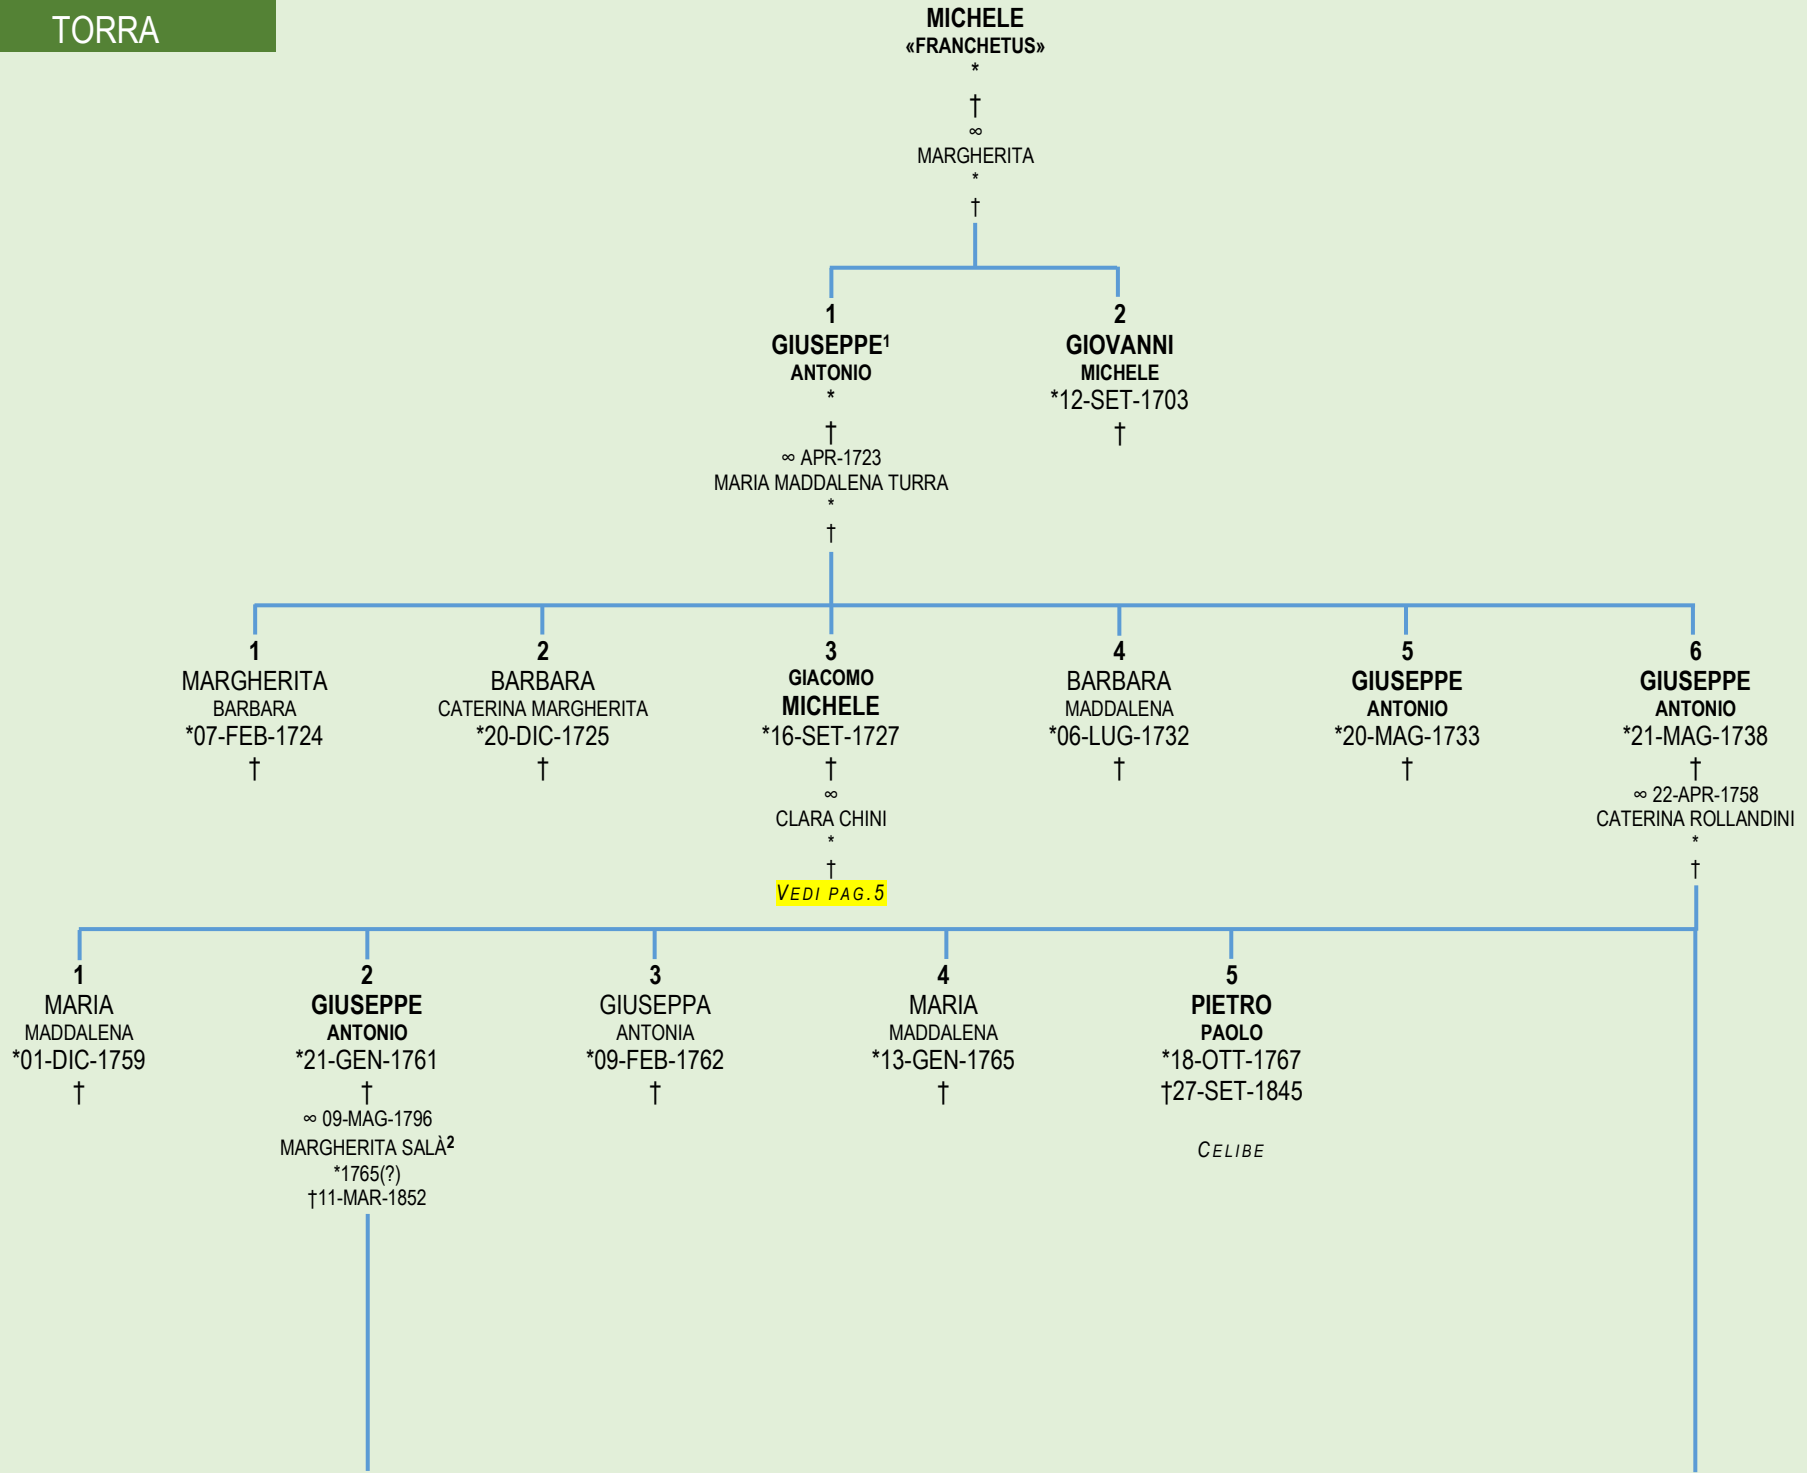 TORRA
MICHELE
«FRANCHETUS»
*
†
∞
MARGHERITA
*
†
1
GIUSEPPE¹
ANTONIO
*
†
∞ APR-1723
MARIA MADDALENA TURRA
*
†
2
GIOVANNI
MICHELE
*12-SET-1703
†
1
MARGHERITA
BARBARA
*07-FEB-1724
†
2
BARBARA
CATERINA MARGHERITA
*20-DIC-1725
†
3
GIACOMO
MICHELE
*16-SET-1727
†
∞
CLARA CHINI
*
†
VEDI PAG.5
4
BARBARA
MADDALENA
*06-LUG-1732
†
5
GIUSEPPE
ANTONIO
*20-MAG-1733
†
6
GIUSEPPE
ANTONIO
*21-MAG-1738
†
∞ 22-APR-1758
CATERINA ROLLANDINI
*
†
1
MARIA
MADDALENA
*01-DIC-1759
†
2
GIUSEPPE
ANTONIO
*21-GEN-1761
†
∞ 09-MAG-1796
MARGHERITA SALÀ²
*1765(?)
†11-MAR-1852
3
GIUSEPPA
ANTONIA
*09-FEB-1762
†
4
MARIA
MADDALENA
*13-GEN-1765
†
5
PIETRO
PAOLO
*18-OTT-1767
†27-SET-1845
CELIBE